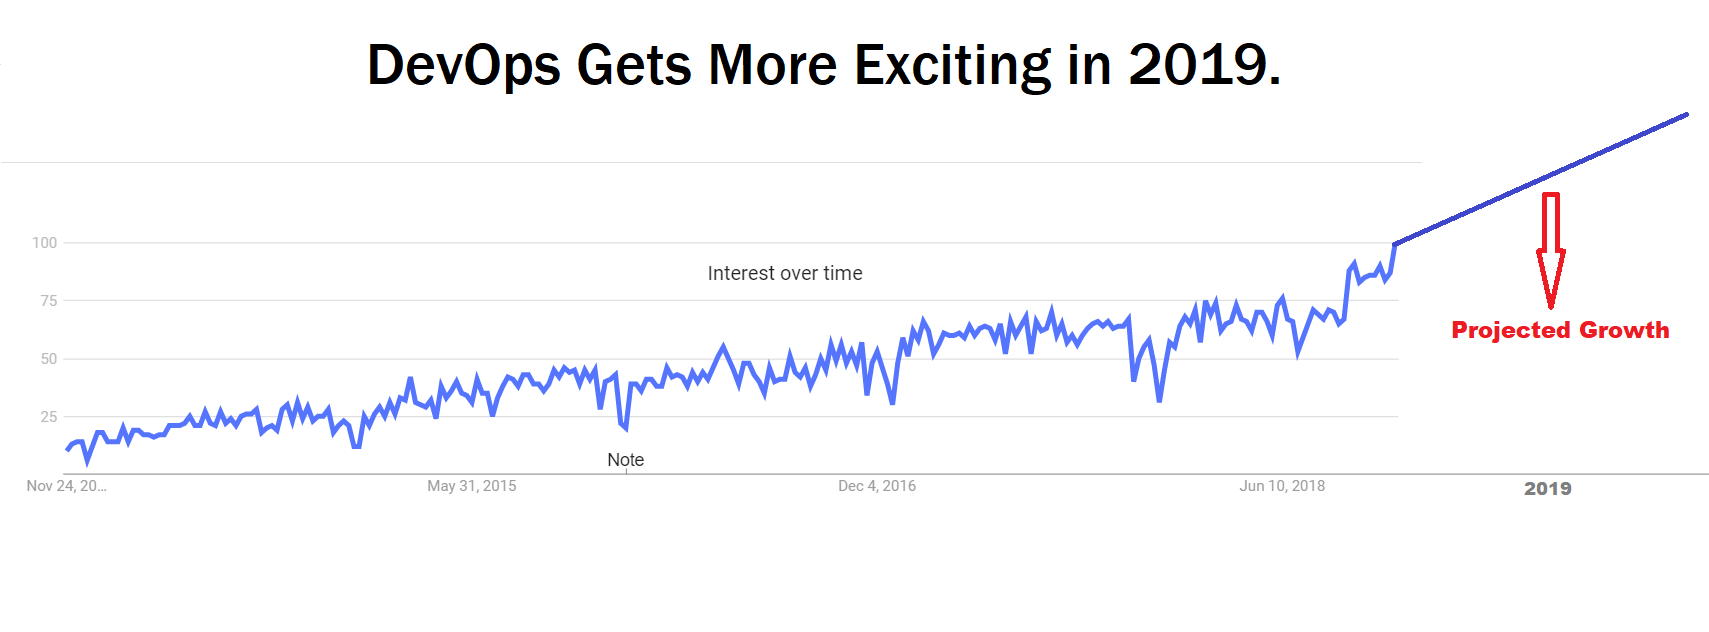 DevOps Gets More Exciting in 2019.
100
Interest over time
75
Projected Growth
50
25
Note
Nov 24, 20...
May 31, 2015
Dec 4, 2016
Jun 10, 2018
2019